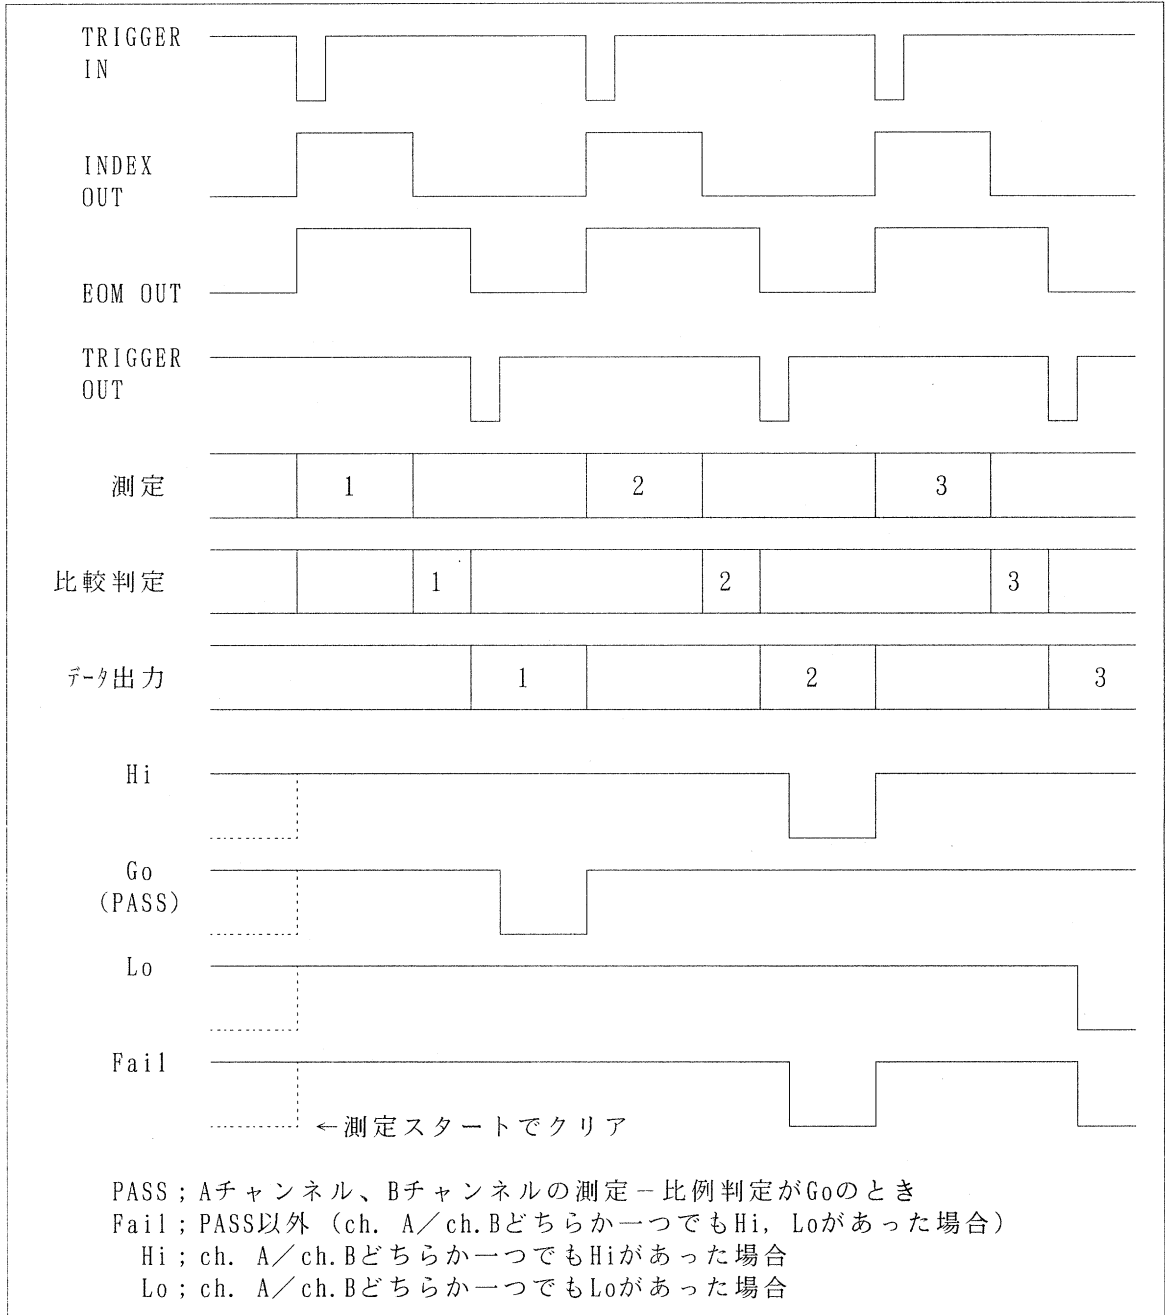 TRIGGER
IN
INDEX
OUT
EOM OUT
TRIGGER
OUT
測定
1
2
3
比較判定
1
2
3
データ出力
1
2
3
Hi
Go
(PASS)
Lo
Fail
←測定スタートでクリア
PASS；Aチャンネル、Bチャンネルの測定－比例判定がGoのとき
Fail；PASS以外（ch. A／ch.Bどちらか一つでもHi, Loがあった場合）
Hi；ch. A／ch.Bどちらか一つでもHiがあった場合
Lo；ch. A／ch.Bどちらか一つでもLoがあった場合